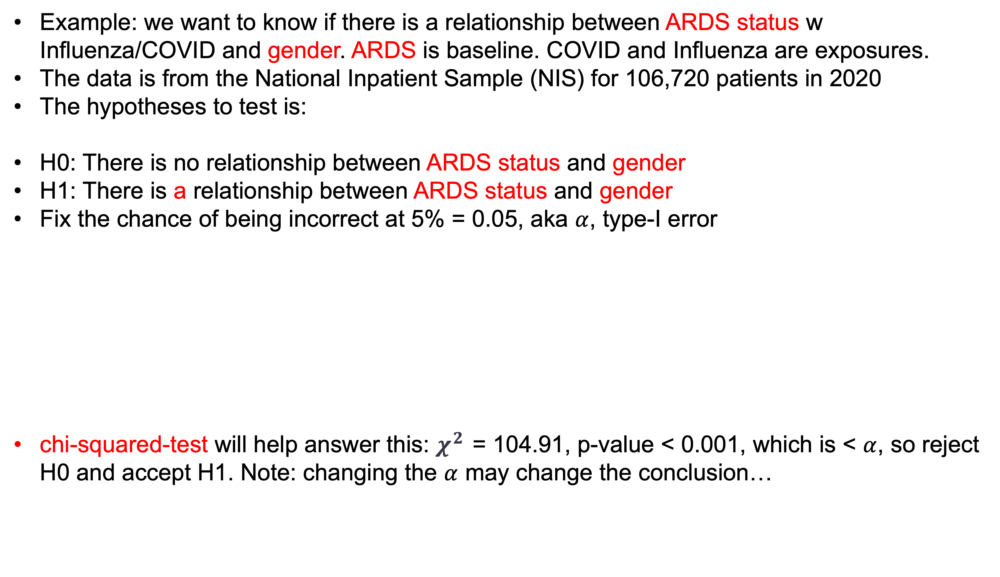 • Example: we want to know if there is a relationship between ARDS status w
Influenza/COVID and gender. ARDS is baseline. COVID and Influenza are exposures.
• The data is from the National Inpatient Sample (NIS) for 106,720 patients in 2020
• The hypotheses to test is:
• H0: There is no relationship between ARDS status and gender
• H1: There is a relationship between ARDS status and gender
• Fix the chance of being incorrect at 5% = 0.05, aka α, type-I error
• chi-squared-test will help answer this: χ² = 104.91, p-value < 0.001, which is < α, so reject
H0 and accept H1. Note: changing the α may change the conclusion…